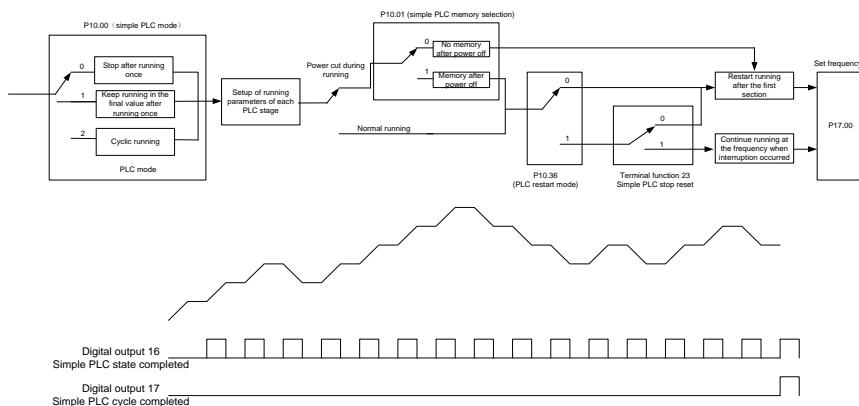 P10.00（simple PLC mode)
P10.01 (simple PLC memory selection)
Set frequency
0
Stop after running
once
1
Keep running in the
final value after
running once
2
Cyclic running
PLC mode
Setup of running
parameters of each
PLC stage
Power cut during
running
0
No memory
after power off
1
Memory after
power off
Normal running
0
1
P10.36
(PLC restart mode)
0
1
Terminal function 23
Simple PLC stop reset
Restart running
after the first
section
Continue running at
the frequency when
interruption occurred
P17.00
Digital output 16
Simple PLC state completed
Digital output 17
Simple PLC cycle completed